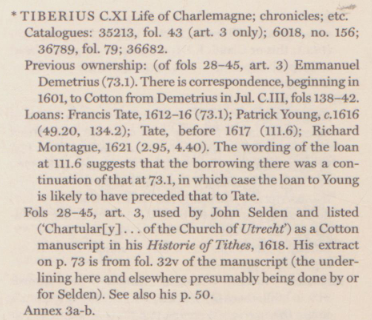 * TIBERIUS C.XI Life of Charlemagne; chronicles; etc.
Catalogues: 35213, fol. 43 (art. 3 only); 6018, no. 156;
36789, fol. 79; 36682.
Previous ownership: (of fols 28–45, art. 3) Emmanuel
Demetrius (73.1). There is correspondence, beginning in
1601, to Cotton from Demetrius in Jul. C.III, fols 138–42.
Loans: Francis Tate, 1612–16 (73.1); Patrick Young, c.1616
(49.20, 134.2); Tate, before 1617 (111.6); Richard
Montague, 1621 (2.95, 4.40). The wording of the loan
at 111.6 suggests that the borrowing there was a con-
tinuation of that at 73.1, in which case the loan to Young
is likely to have preceded that to Tate.
Fols 28–45, art. 3, used by John Selden and listed
('Chartular[y] . . . of the Church of Utrecht') as a Cotton
manuscript in his Historie of Tithes, 1618. His extract
on p. 73 is from fol. 32v of the manuscript (the under-
lining here and elsewhere presumably being done by or
for Selden). See also his p. 50.
Annex 3a-b.